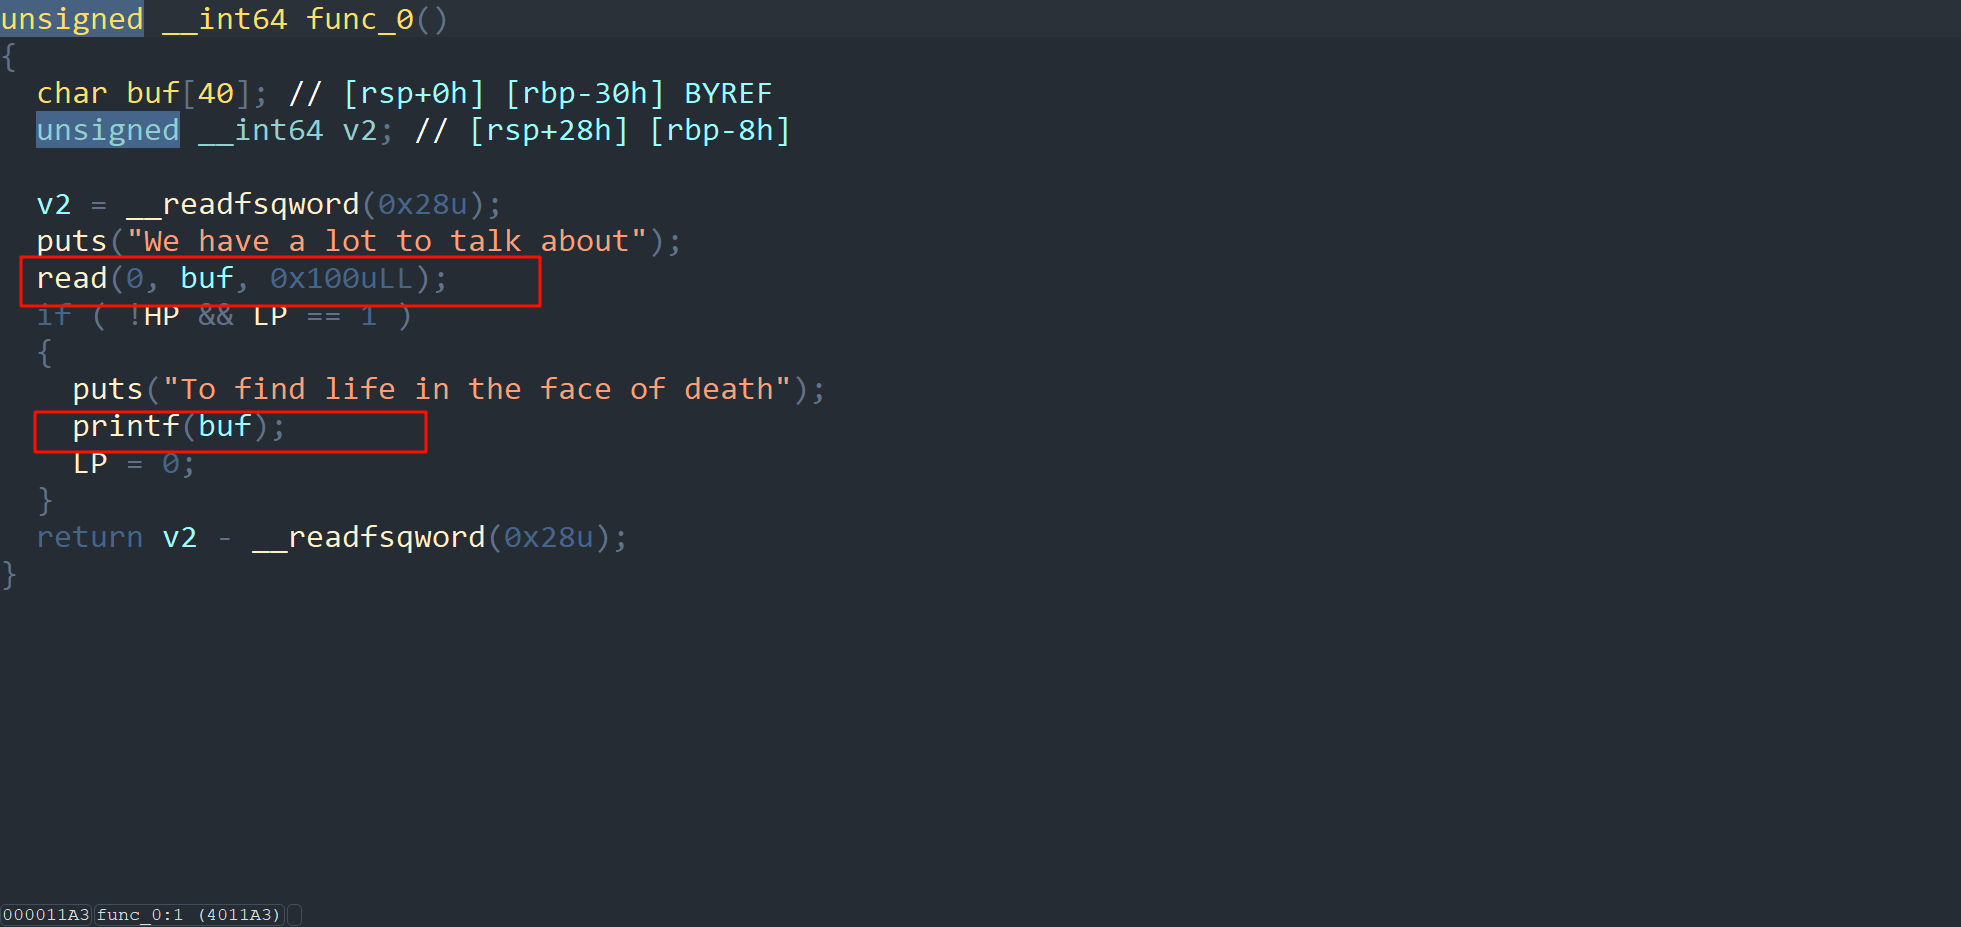 unsigned __int64 func_0()
{
  char buf[40]; // [rsp+0h] [rbp-30h] BYREF
  unsigned __int64 v2; // [rsp+28h] [rbp-8h]

  v2 = __readfsqword(0x28u);
  puts("We have a lot to talk about");
  read(0, buf, 0x100uLL);
  if ( !HP && LP == 1 )
  {
    puts("To find life in the face of death");
    printf(buf);
    LP = 0;
  }
  return v2 - __readfsqword(0x28u);
}
000011A3 func_0:1 (4011A3)